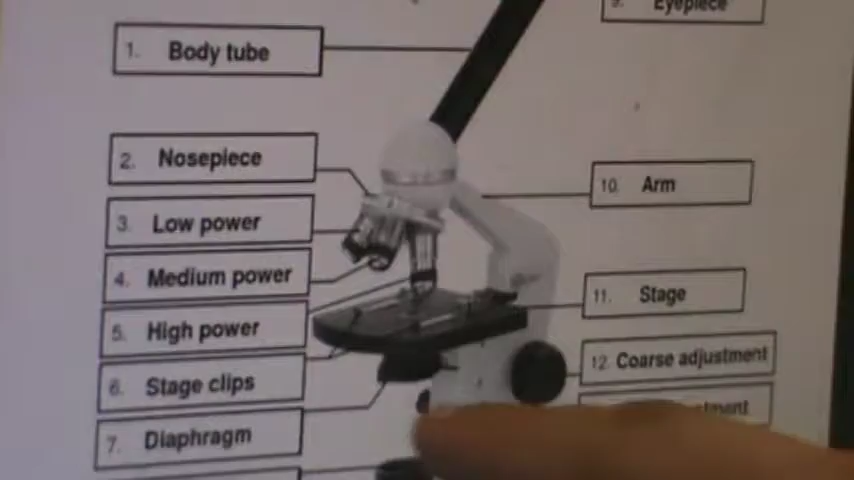 1. Body tube
2. Nosepiece
3. Low power
4. Medium power
5. High power
6. Stage clips
7. Diaphragm
9. Eyepiece
10. Arm
11. Stage
12. Coarse adjustment